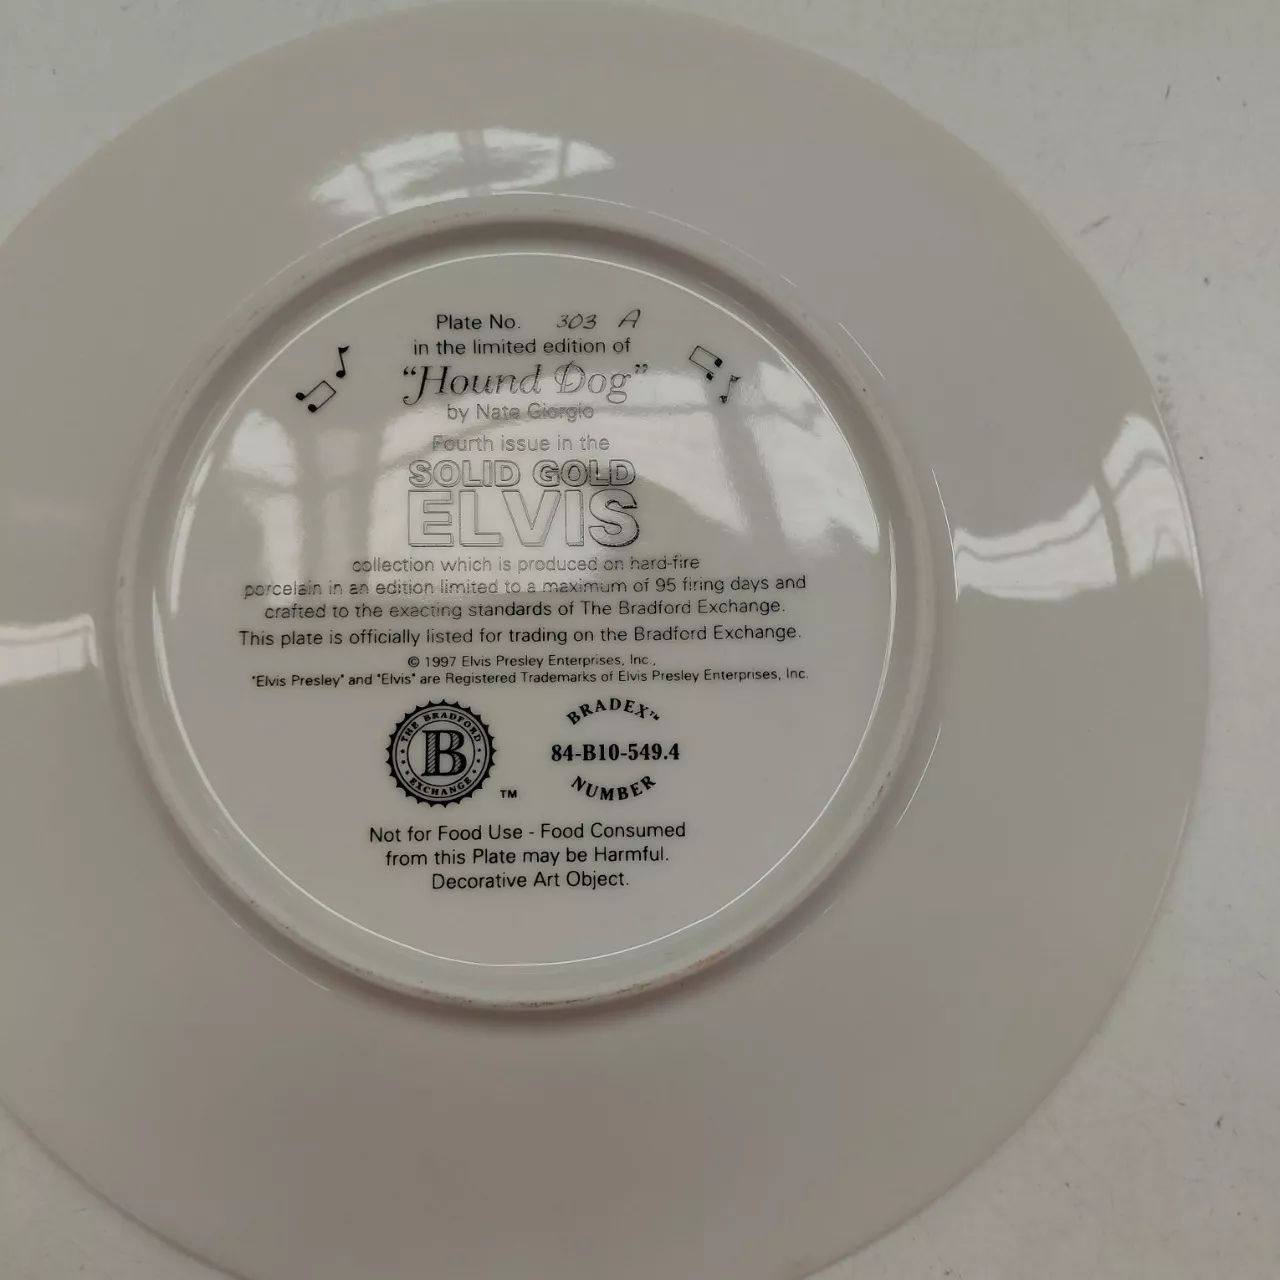 Plate No. 303 A
in the limited edition of
“Hound Dog”
by Nate Giorgio
Fourth issue in the
SOLID GOLD
ELVIS
collection which is produced on hard-fire
porcelain in an edition limited to a maximum of 95 firing days and
crafted to the exacting standards of The Bradford Exchange.
This plate is officially listed for trading on the Bradford Exchange.
© 1997 Elvis Presley Enterprises, Inc.,
"Elvis Presley" and "Elvis" are Registered Trademarks of Elvis Presley Enterprises, Inc.
THE BRADFORD
B
EXCHANGE
TM
BRADEX™
84-B10-549.4
NUMBER
Not for Food Use - Food Consumed
from this Plate may be Harmful.
Decorative Art Object.